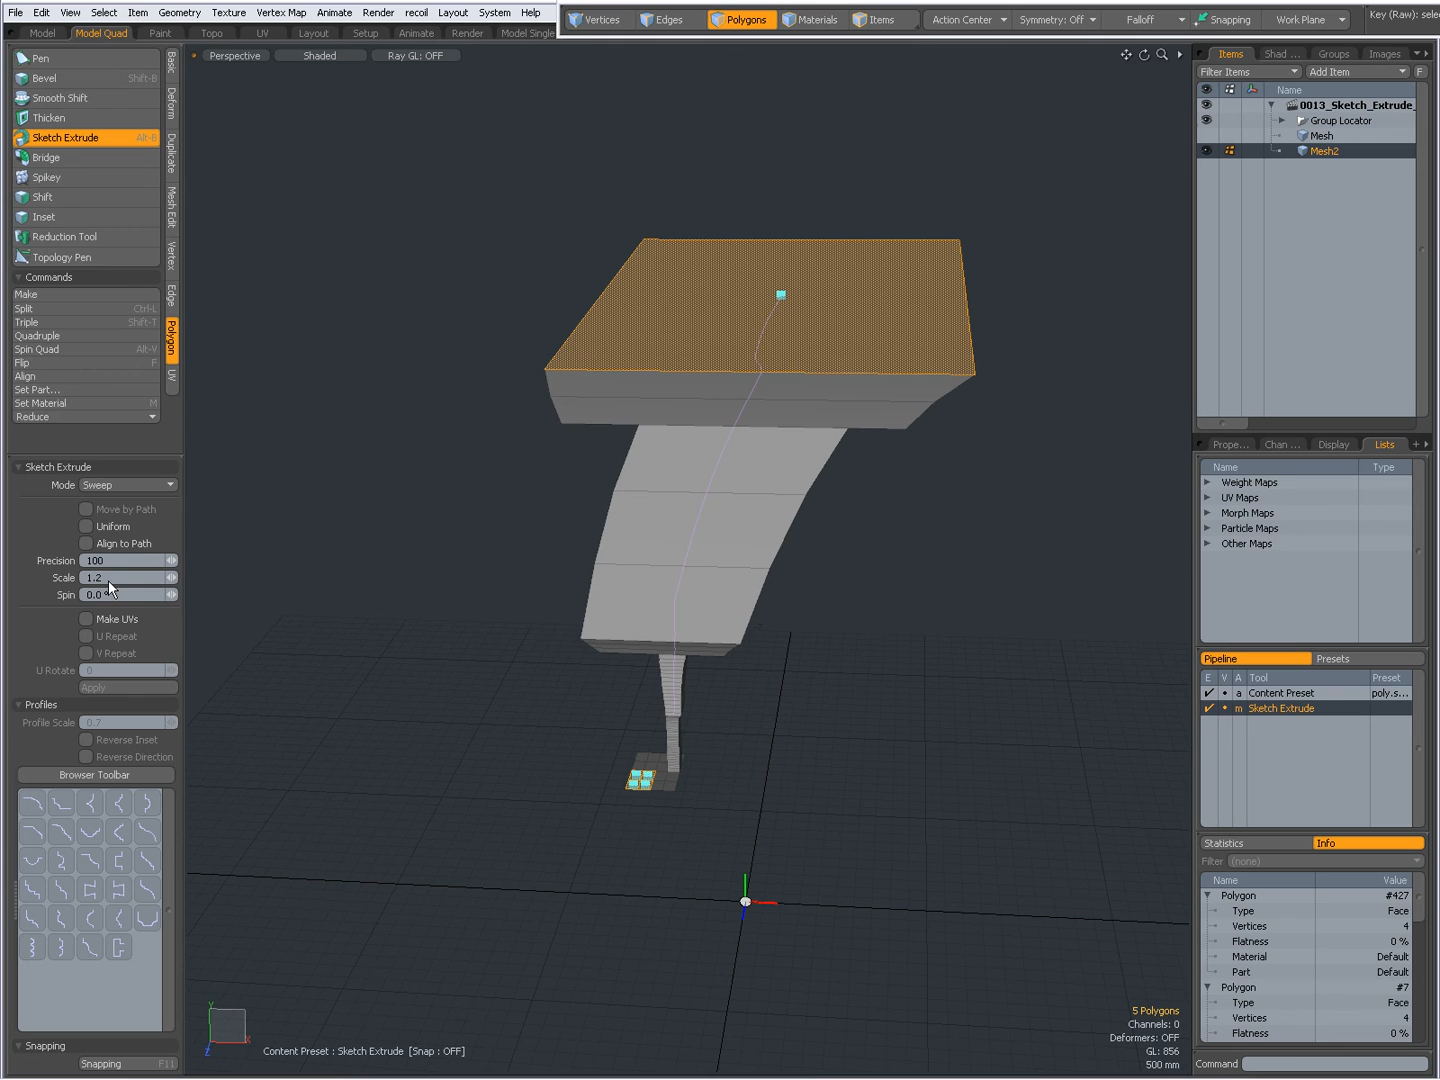 File Edit View Select Item Geometry Texture Vertex Map Animate Render recoil Layout System Help
Vertices Edges Polygons Materials Items Action Center Symmetry: Off Falloff Snapping Work Plane Key (Raw): selec
Model Model Quad Paint Topo UV Layout Setup Animate Render Model Single
Perspective Shaded Ray GL: OFF
Pen
Bevel Shift-B
Smooth Shift
Thicken
Sketch Extrude Alt-B
Bridge
Spikey
Shift
Inset
Reduction Tool
Topology Pen
Basic
Deform
Duplicate
Mesh Edit
Vertex
Edge
Polygon
UV
Commands
Make
Split Ctrl-L
Triple Shift-T
Quadruple
Spin Quad Alt-V
Flip F
Align
Set Part...
Set Material M
Reduce
Sketch Extrude
Mode Sweep
Move by Path
Uniform
Align to Path
Precision 100
Scale 1.2
Spin 0.0 °
Make UVs
U Repeat
V Repeat
U Rotate 0
Apply
Profiles
Profile Scale 0.7
Reverse Inset
Reverse Direction
Browser Toolbar
Snapping
Snapping F11
Y
X
Z
Content Preset : Sketch Extrude [Snap : OFF]
5 Polygons
Channels: 0
Deformers: OFF
GL: 856
500 mm
Items Shad ... Groups Images
Filter Items Add Item F
Name
0013_Sketch_Extrude_
Group Locator
Mesh
Mesh2
Prope... Chan ... Display Lists
Name Type
Weight Maps
UV Maps
Morph Maps
Particle Maps
Other Maps
Pipeline Presets
E V A Tool Preset
a Content Preset poly.s...
m Sketch Extrude
Statistics Info
Filter (none)
Name Value
Polygon #427
Type Face
Vertices 4
Flatness 0 %
Material Default
Part Default
Polygon #7
Type Face
Vertices 4
Flatness 0 %
Command